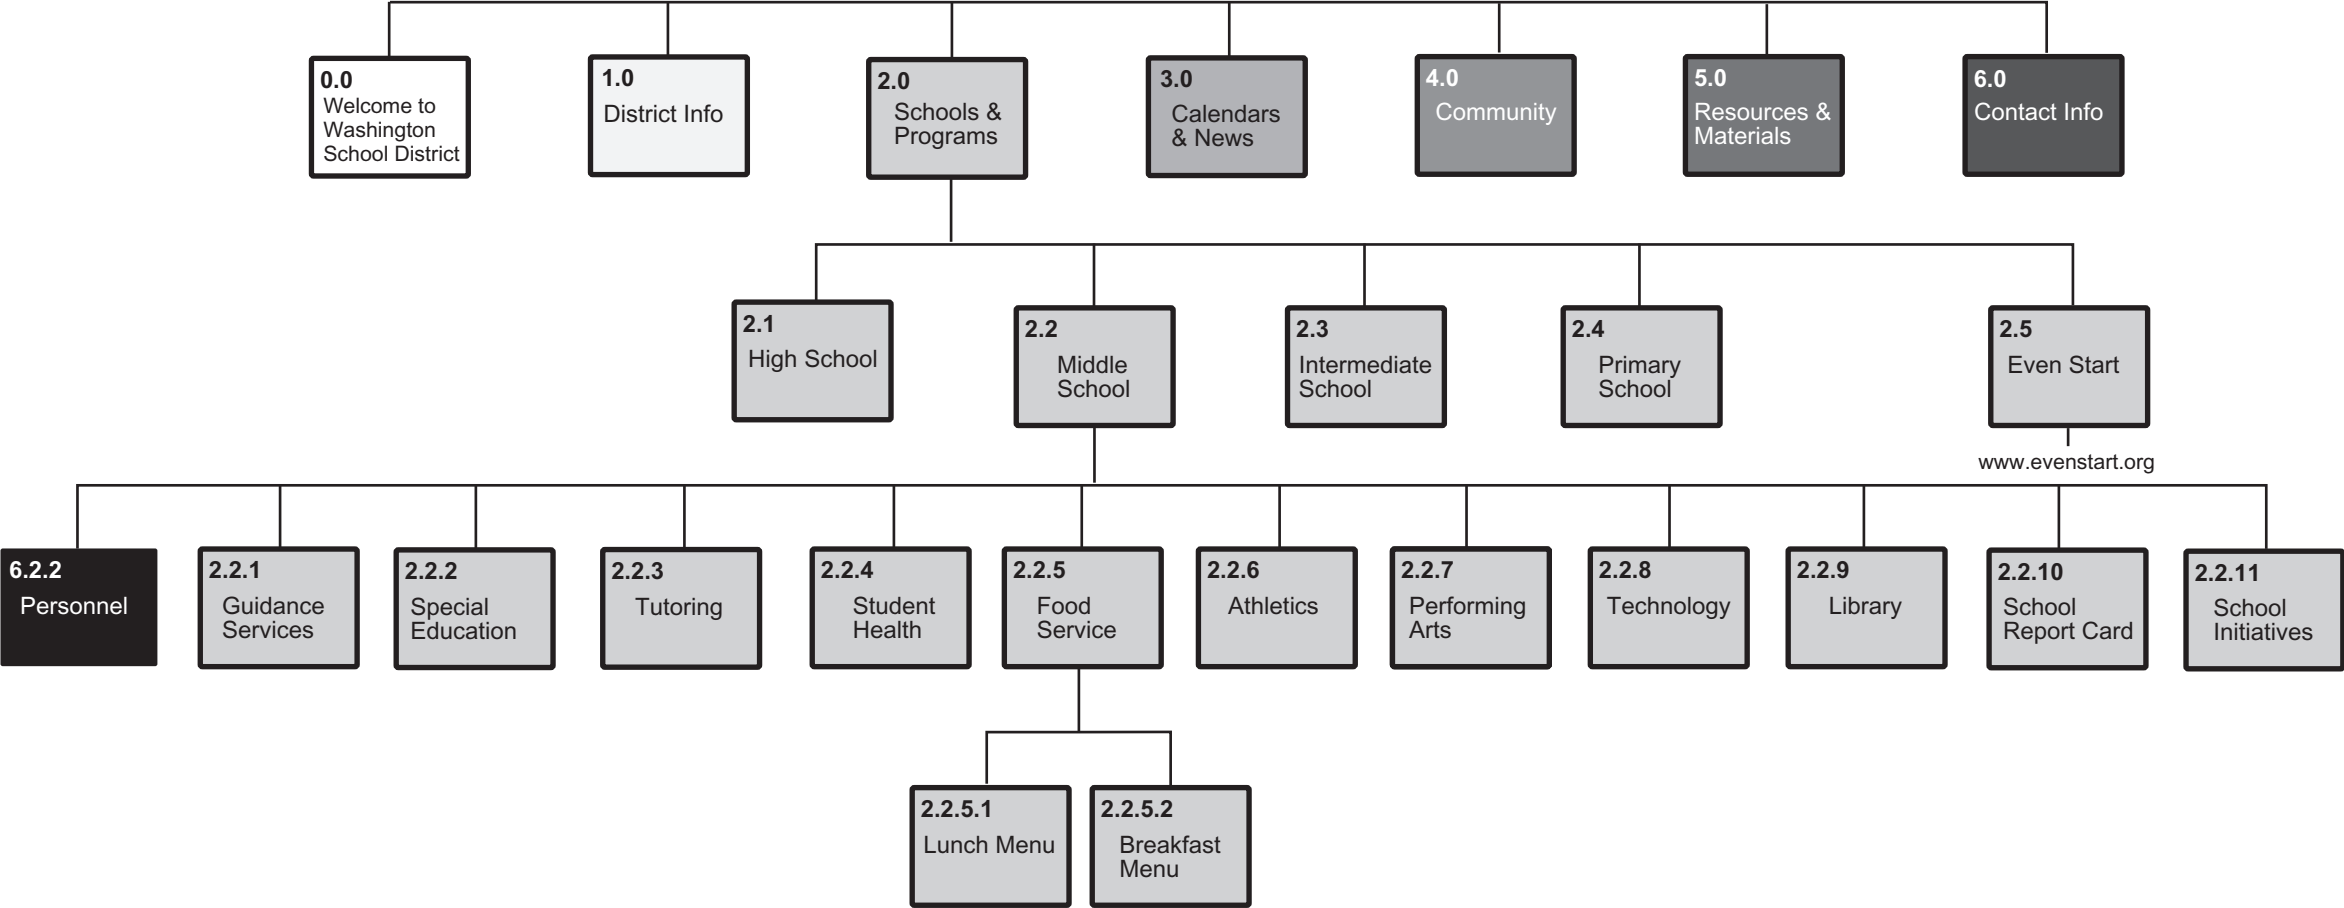 0.0
Welcome to
Washington
School District
1.0
District Info
2.0
Schools &
Programs
3.0
Calendars
& News
4.0
Community
5.0
Resources &
Materials
6.0
Contact Info
2.1
High School
2.2
Middle
School
2.3
Intermediate
School
2.4
Primary
School
2.5
Even Start
www.evenstart.org
6.2.2
Personnel
2.2.1
Guidance
Services
2.2.2
Special
Education
2.2.3
Tutoring
2.2.4
Student
Health
2.2.5
Food
Service
2.2.6
Athletics
2.2.7
Performing
Arts
2.2.8
Technology
2.2.9
Library
2.2.10
School
Report Card
2.2.11
School
Initiatives
2.2.5.1
Lunch Menu
2.2.5.2
Breakfast
Menu